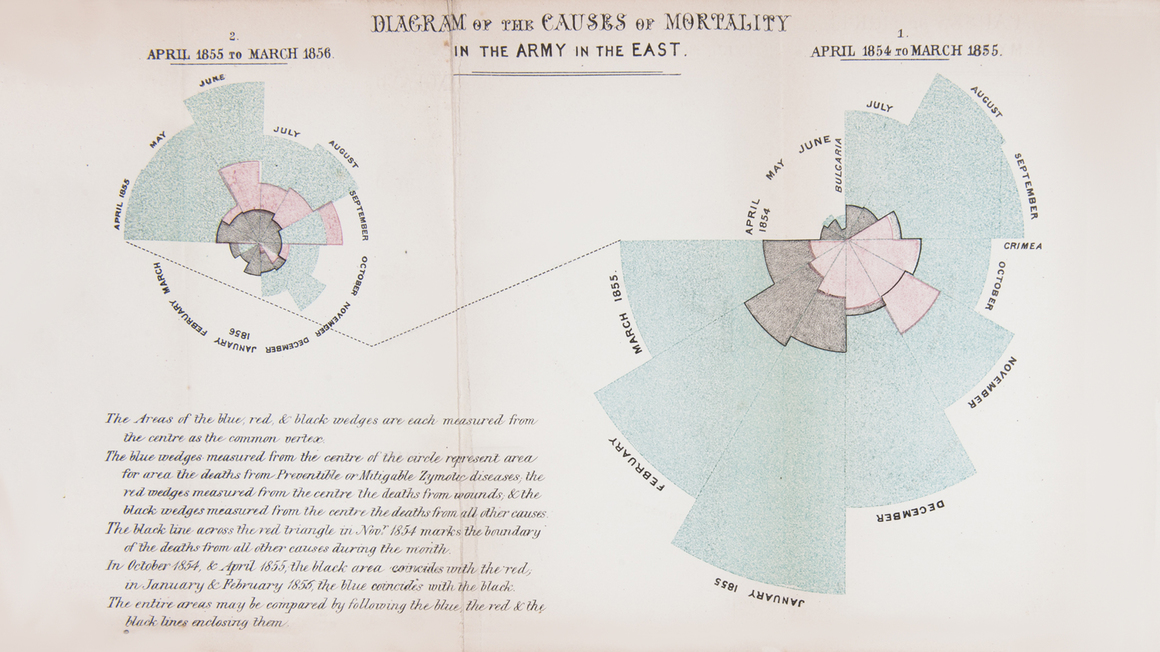 DIAGRAM OF THE CAUSES OF MORTALITY
IN THE ARMY IN THE EAST.
2.
APRIL 1855 TO MARCH 1856.
1.
APRIL 1854 TO MARCH 1855.
APRIL 1855
MAY
JUNE
JULY
AUGUST
SEPTEMBER
OCTOBER
NOVEMBER
DECEMBER
JANUARY 1856
FEBRUARY
MARCH
APRIL 1854
MAY
JUNE
BULGARIA
JULY
AUGUST
SEPTEMBER
CRIMEA
OCTOBER
NOVEMBER
DECEMBER
JANUARY 1855
FEBRUARY
MARCH 1855.
The Areas of the blue, red, & black wedges are each measured from
the centre as the common vertex.
The blue wedges measured from the centre of the circle represent area
for area the deaths from Preventible or Mitigable Zymotic diseases; the
red wedges measured from the centre the deaths from wounds; & the
black wedges measured from the centre the deaths from all other causes.
The black line across the red triangle in Novr. 1854 marks the boundary
of the deaths from all other causes during the month.
In October 1854, & April 1855, the black area coincides with the red;
in January & February 1855, the blue coincides with the black.
The entire areas may be compared by following the blue, the red & the
black lines enclosing them.